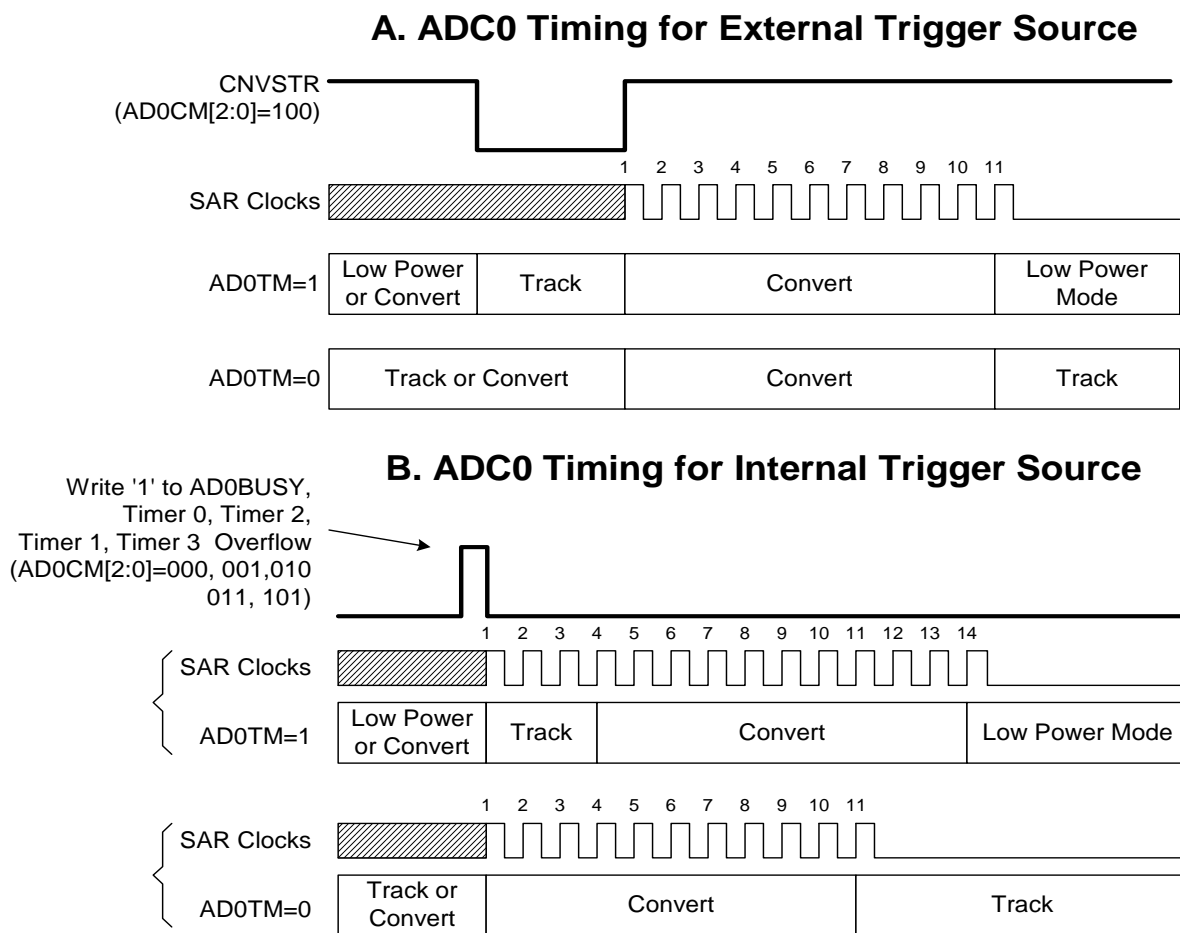 A. ADC0 Timing for External Trigger Source
CNVSTR
(AD0CM[2:0]=100)
1 2 3 4 5 6 7 8 9 10 11
SAR Clocks
AD0TM=1
Low Power
or Convert
Track
Convert
Low Power
Mode
AD0TM=0
Track or Convert
Convert
Track
B. ADC0 Timing for Internal Trigger Source
Write '1' to AD0BUSY,
Timer 0, Timer 2,
Timer 1, Timer 3 Overflow
(AD0CM[2:0]=000, 001,010
011, 101)
1 2 3 4 5 6 7 8 9 10 11 12 13 14
SAR Clocks
AD0TM=1
Low Power
or Convert
Track
Convert
Low Power Mode
1 2 3 4 5 6 7 8 9 10 11
SAR Clocks
AD0TM=0
Track or
Convert
Convert
Track